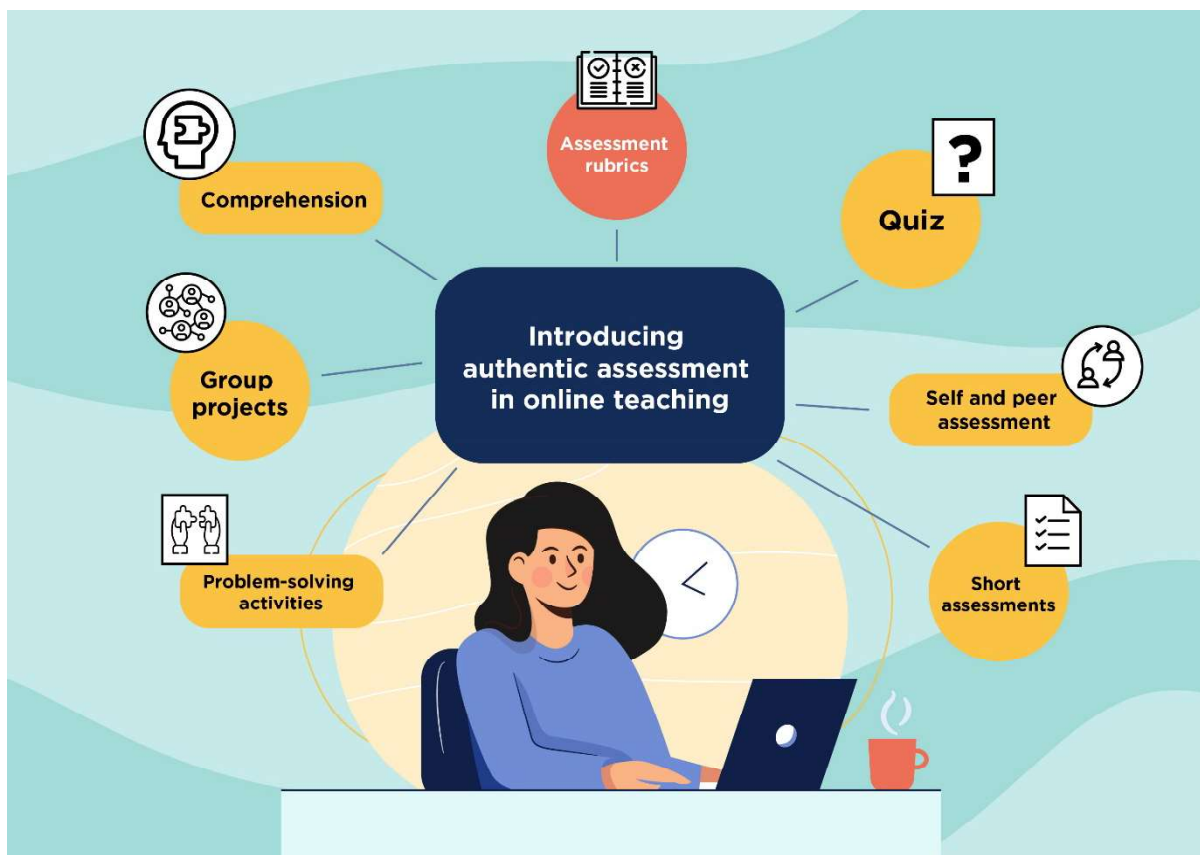 Assessment
rubrics
Comprehension
?
Quiz
Introducing
authentic assessment
in online teaching
Group
projects
Self and peer
assessment
Problem-solving
activities
Short
assessments